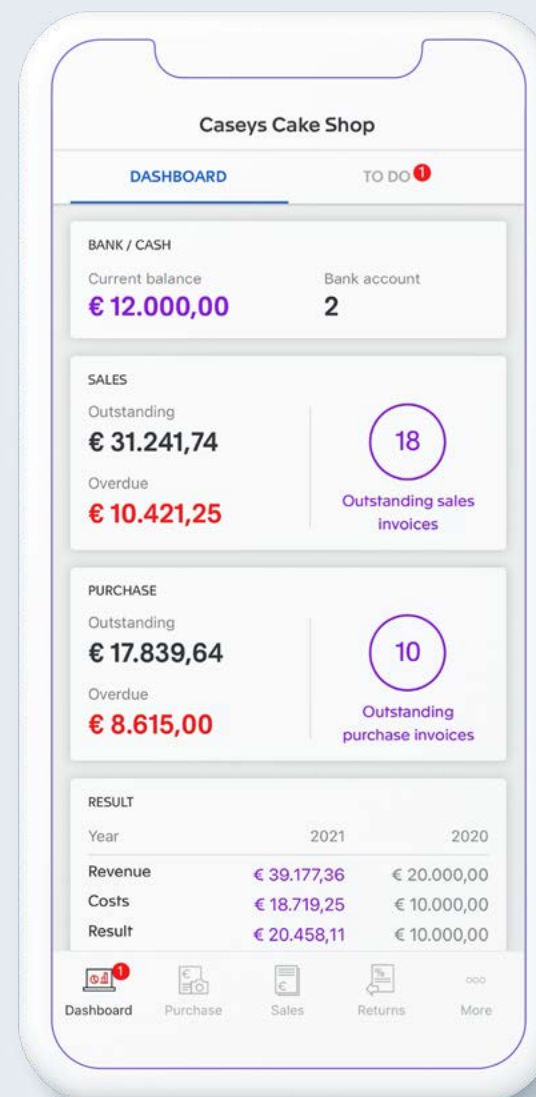 Caseys Cake Shop
DASHBOARD TO DO 1
BANK / CASH
Current balance Bank account
€ 12.000,00 2
SALES
Outstanding
€ 31.241,74
Overdue
€ 10.421,25
18
Outstanding sales
invoices
PURCHASE
Outstanding
€ 17.839,64
Overdue
€ 8.615,00
10
Outstanding
purchase invoices
RESULT
Year 2021 2020
Revenue € 39.177,36 € 20.000,00
Costs € 18.719,25 € 10.000,00
Result € 20.458,11 € 10.000,00
1
Dashboard Purchase Sales Returns More